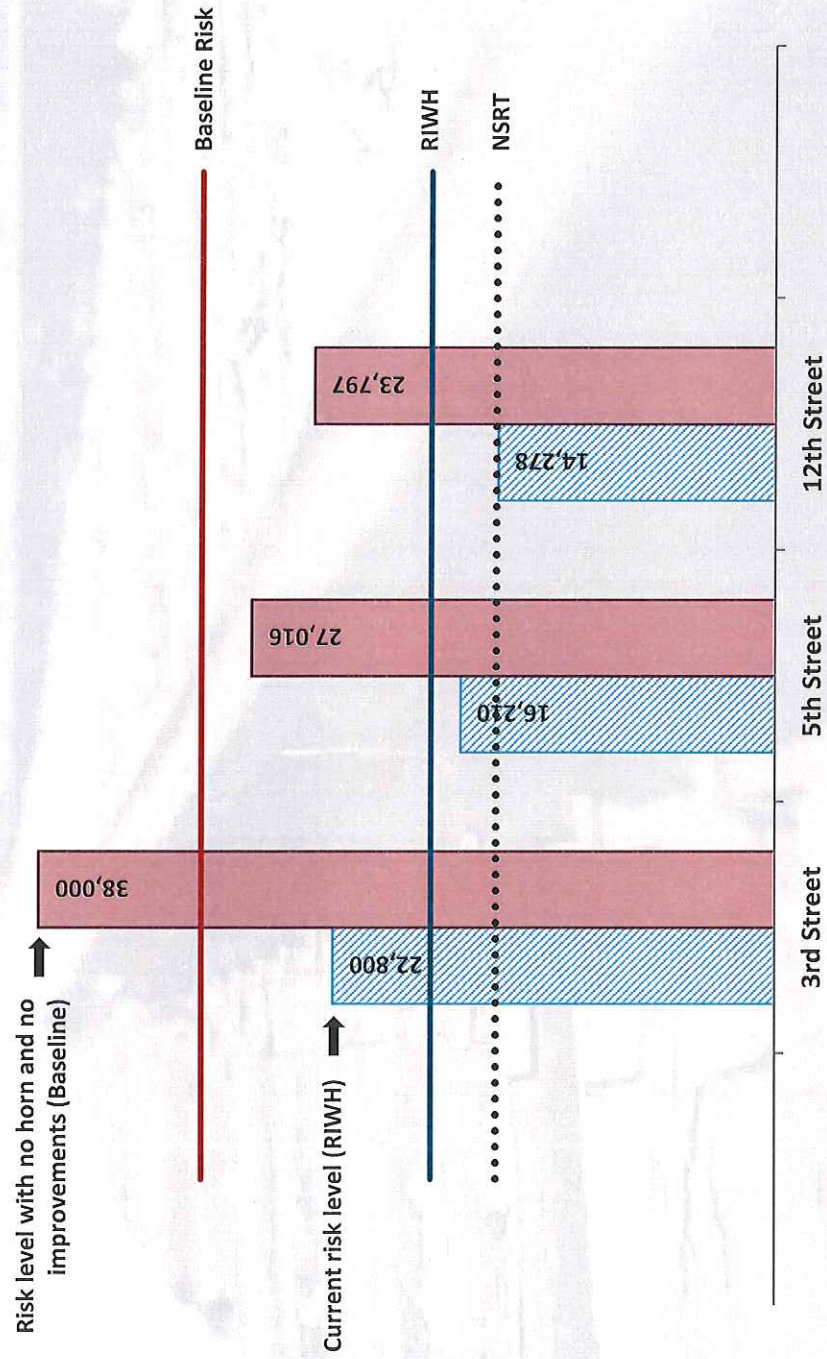 Risk level with no horn and no
improvements (Baseline)
Current risk level (RIWH)
Baseline Risk
RIWH
NSRT
38,000
22,800
27,016
16,210
23,797
14,278
3rd Street
5th Street
12th Street